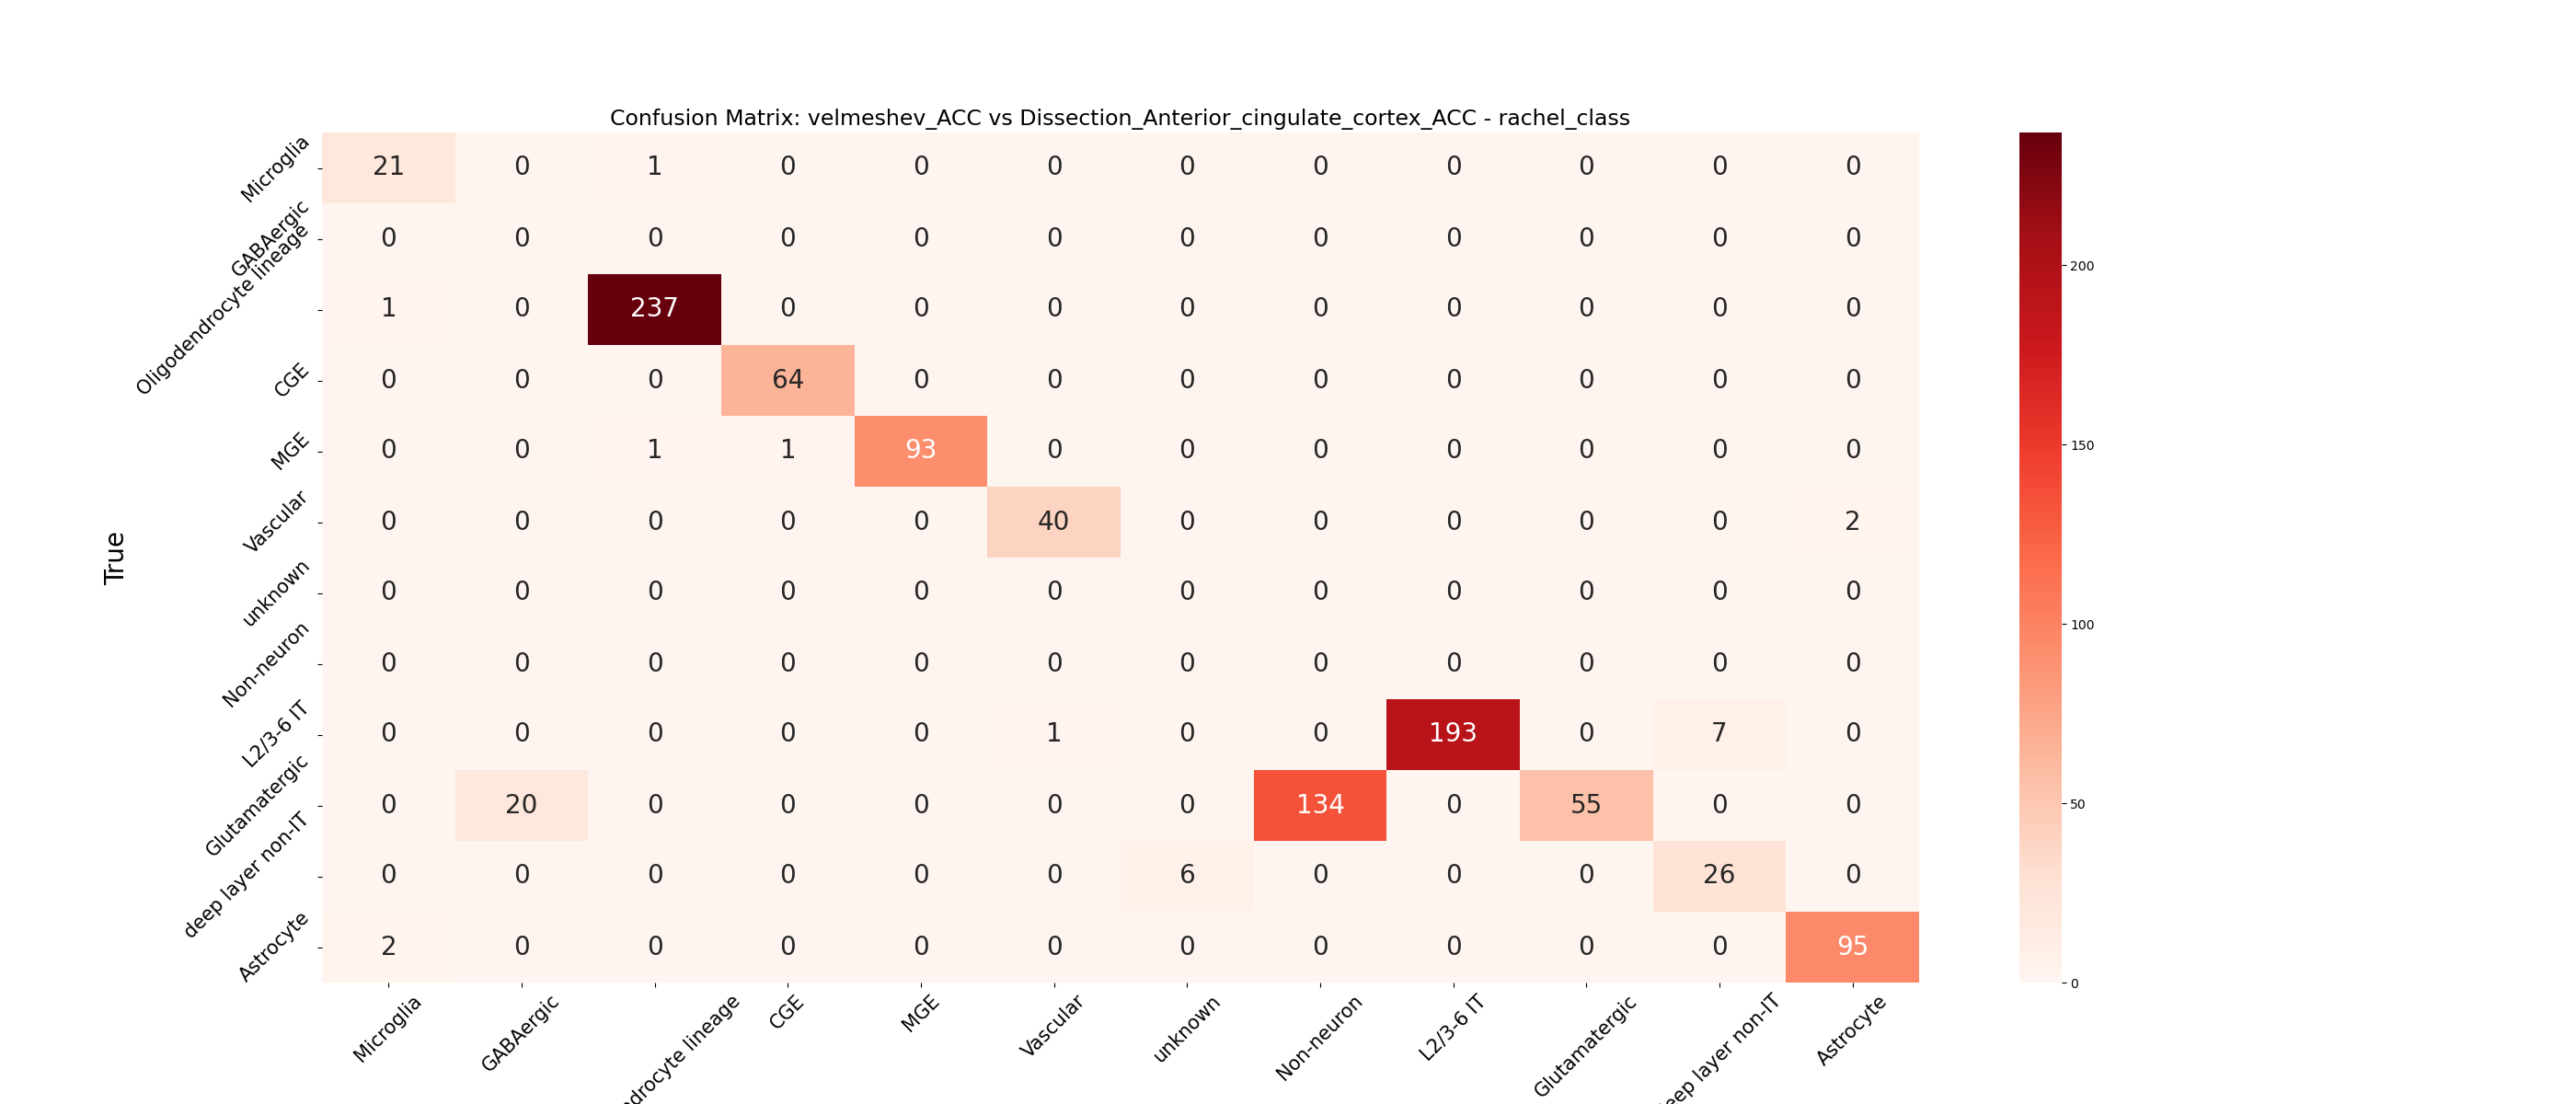 Confusion Matrix: velmeshev_ACC vs Dissection_Anterior_cingulate_cortex_ACC - rachel_class
True
Microglia 21 0 1 0 0 0 0 0 0 0 0 0
GABAergic 0 0 0 0 0 0 0 0 0 0 0 0
Oligodendrocyte lineage 1 0 237 0 0 0 0 0 0 0 0 0
CGE 0 0 0 64 0 0 0 0 0 0 0 0
MGE 0 0 1 1 93 0 0 0 0 0 0 0
Vascular 0 0 0 0 0 40 0 0 0 0 0 2
unknown 0 0 0 0 0 0 0 0 0 0 0 0
Non-neuron 0 0 0 0 0 0 0 0 0 0 0 0
L2/3-6 IT 0 0 0 0 0 1 0 0 193 0 7 0
Glutamatergic 0 20 0 0 0 0 0 134 0 55 0 0
deep layer non-IT 0 0 0 0 0 0 6 0 0 0 26 0
Astrocyte 2 0 0 0 0 0 0 0 0 0 0 95
Microglia GABAergic drocyte lineage CGE MGE Vascular unknown Non-neuron L2/3-6 IT Glutamatergic eep layer non-IT Astrocyte
200
150
100
50
0